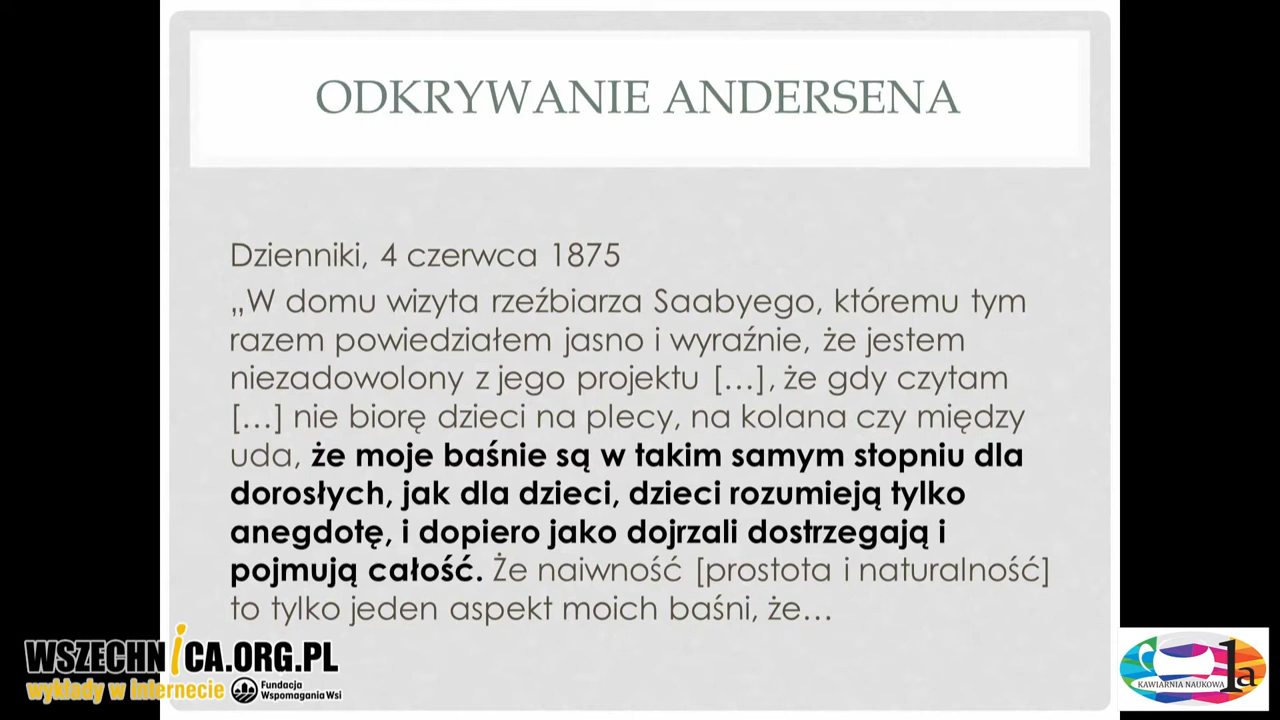 ODKRYWANIE ANDERSENA
Dzienniki, 4 czerwca 1875
„W domu wizyta rzeźbiarza Saabyego, któremu tym
razem powiedziałem jasno i wyraźnie, że jestem
niezadowolony z jego projektu […], że gdy czytam
[…] nie biorę dzieci na plecy, na kolana czy między
uda, że moje baśnie są w takim samym stopniu dla
dorosłych, jak dla dzieci, dzieci rozumieją tylko
anegdotę, i dopiero jako dojrzali dostrzegają i
pojmują całość. Że naiwność [prostota i naturalność]
to tylko jeden aspekt moich baśni, że…
WSZECHNICA.ORG.PL
wykłady w Internecie
Fundacja
Wspomagania Wsi
KAWIARNIA NAUKOWA 1a